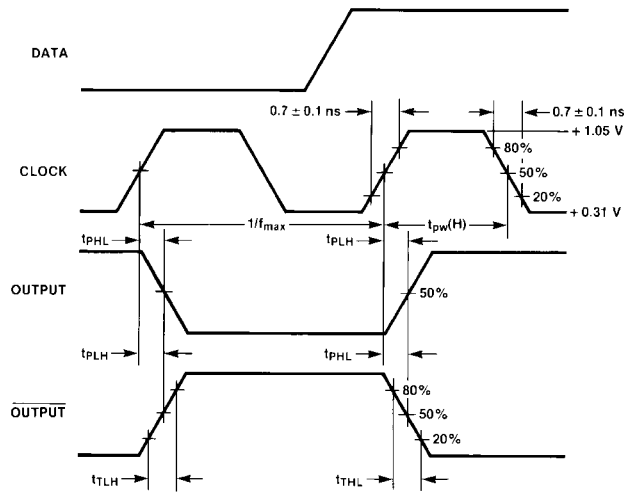 DATA
0.7 ± 0.1 ns
0.7 ± 0.1 ns
+ 1.05 V
80%
CLOCK
50%
20%
+ 0.31 V
1/fmax
tpw(H)
tPHL
tPLH
OUTPUT
50%
tPLH
tPHL
80%
OUTPUT
50%
20%
tTLH
tTHL